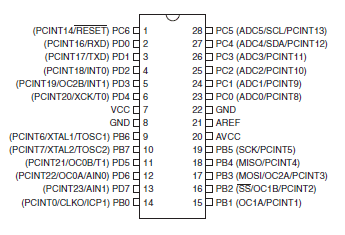 (PCINT14/RESET) PC6 1 28 PC5 (ADC5/SCL/PCINT13)
(PCINT16/RXD) PD0 2 27 PC4 (ADC4/SDA/PCINT12)
(PCINT17/TXD) PD1 3 26 PC3 (ADC3/PCINT11)
(PCINT18/INT0) PD2 4 25 PC2 (ADC2/PCINT10)
(PCINT19/OC2B/INT1) PD3 5 24 PC1 (ADC1/PCINT9)
(PCINT20/XCK/T0) PD4 6 23 PC0 (ADC0/PCINT8)
VCC 7 22 GND
GND 8 21 AREF
(PCINT6/XTAL1/TOSC1) PB6 9 20 AVCC
(PCINT7/XTAL2/TOSC2) PB7 10 19 PB5 (SCK/PCINT5)
(PCINT21/OC0B/T1) PD5 11 18 PB4 (MISO/PCINT4)
(PCINT22/OC0A/AIN0) PD6 12 17 PB3 (MOSI/OC2A/PCINT3)
(PCINT23/AIN1) PD7 13 16 PB2 (SS/OC1B/PCINT2)
(PCINT0/CLKO/ICP1) PB0 14 15 PB1 (OC1A/PCINT1)